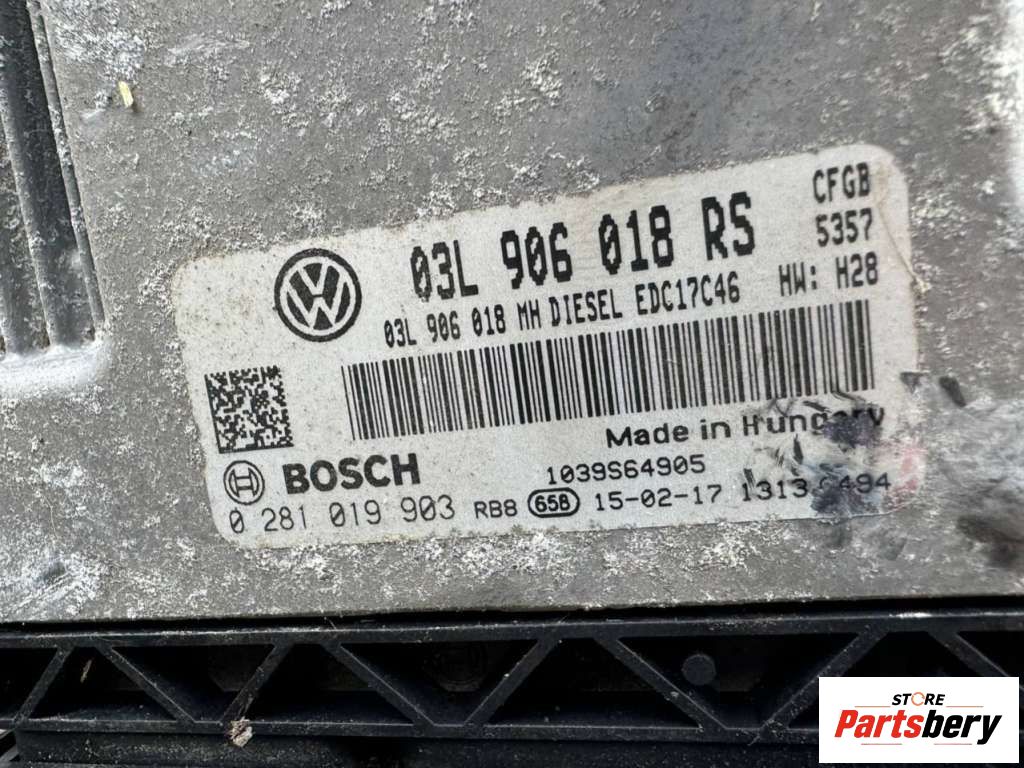 03L 906 018 RS
CFGB
5357
03L 906 018 MH DIESEL EDC17C46 HW: H28
Made in Hungary
BOSCH
1039S64905
0 281 019 903 RB8 658 15-02-17
STORE
Partsbery